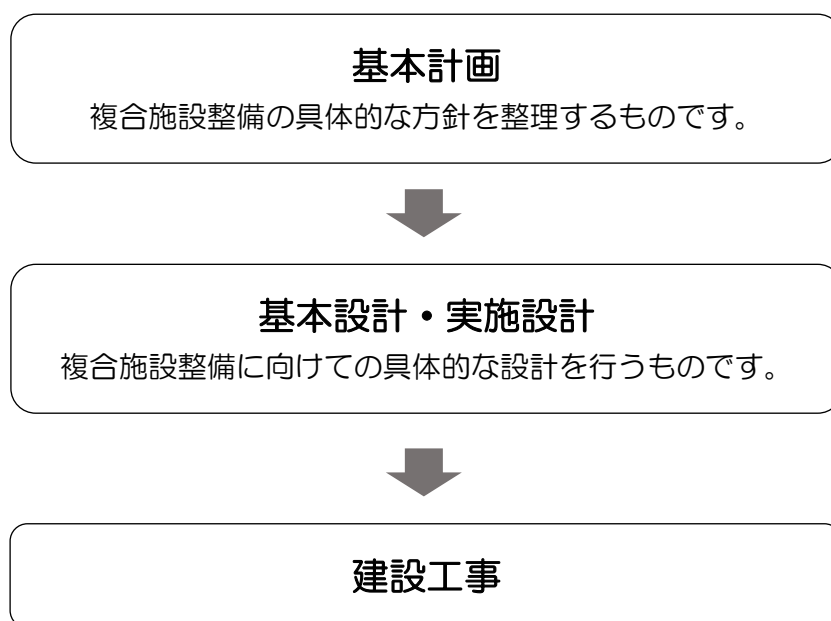 基本計画
複合施設整備の具体的な方針を整理するものです。
基本設計・実施設計
複合施設整備に向けての具体的な設計を行うものです。
建設工事